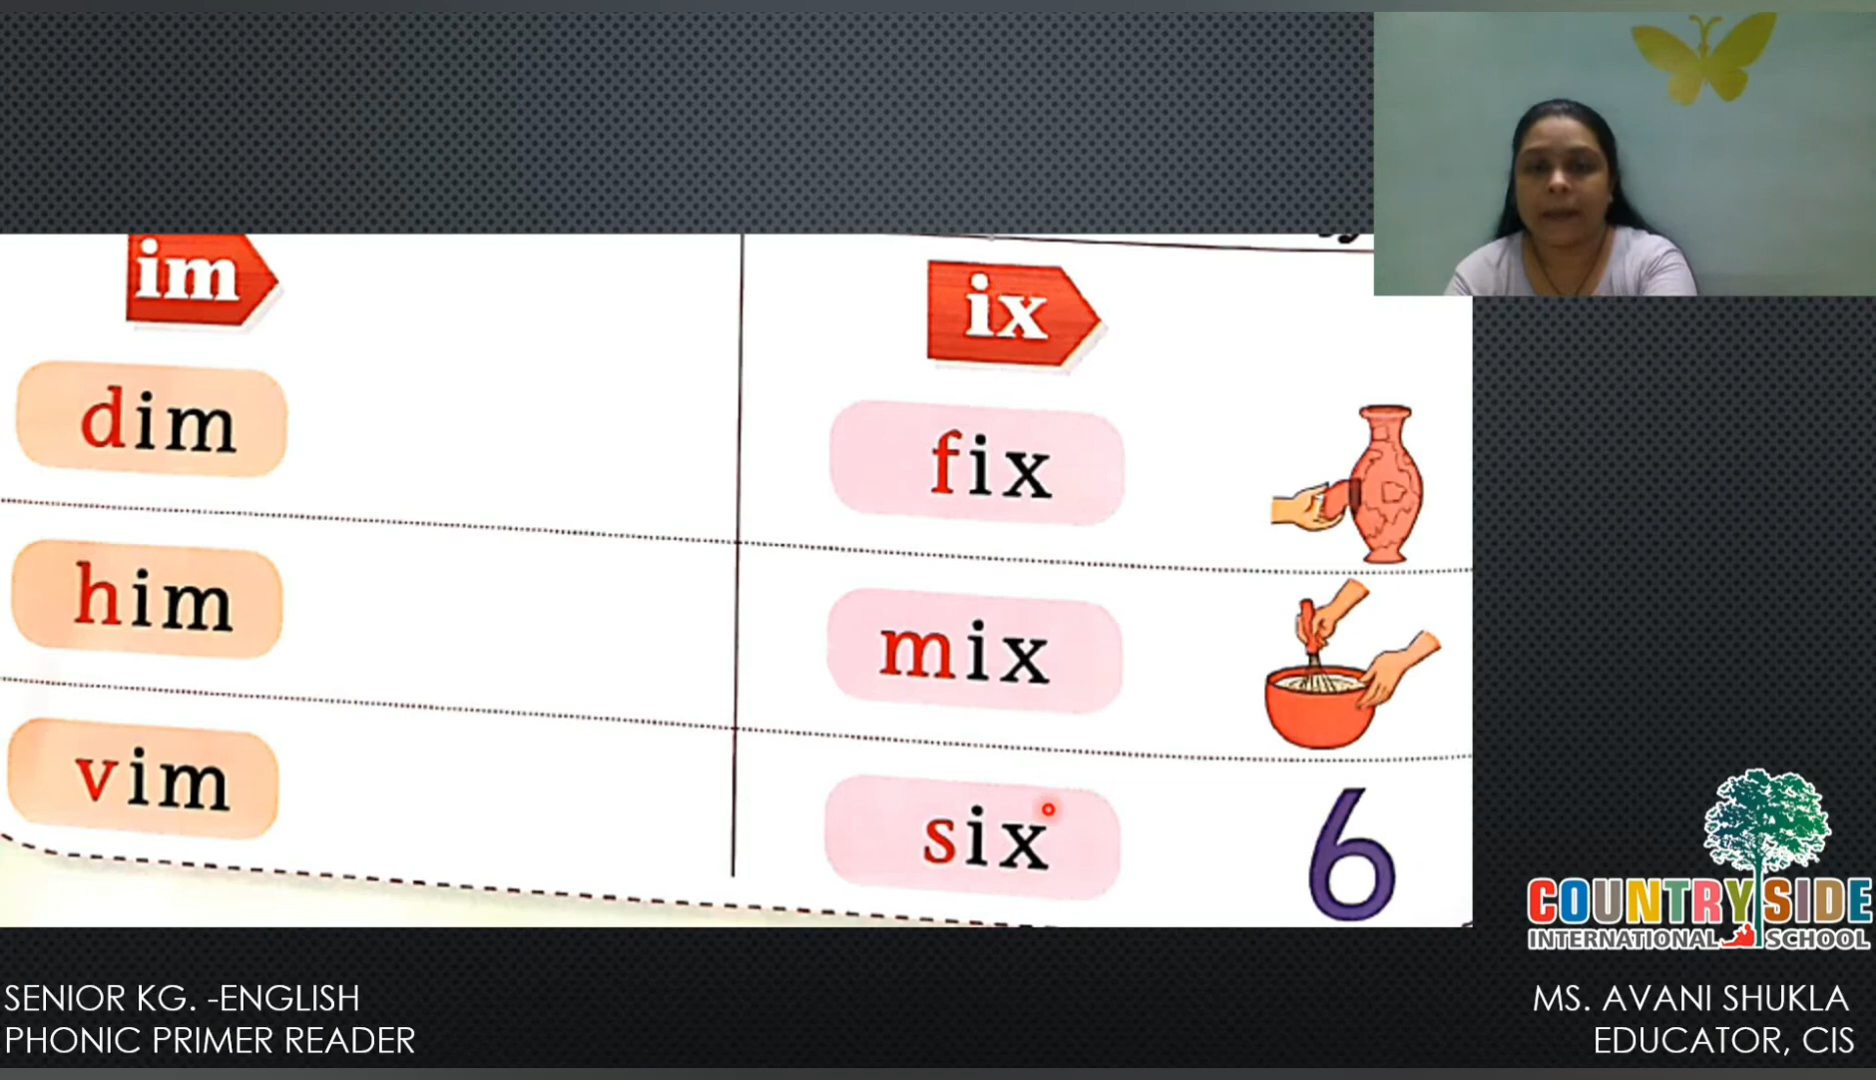 im
dim
him
vim
ix
fix
mix
six
6
COUNTRYSIDE
INTERNATIONAL SCHOOL
SENIOR KG. -ENGLISH
PHONIC PRIMER READER
MS. AVANI SHUKLA
EDUCATOR, CIS